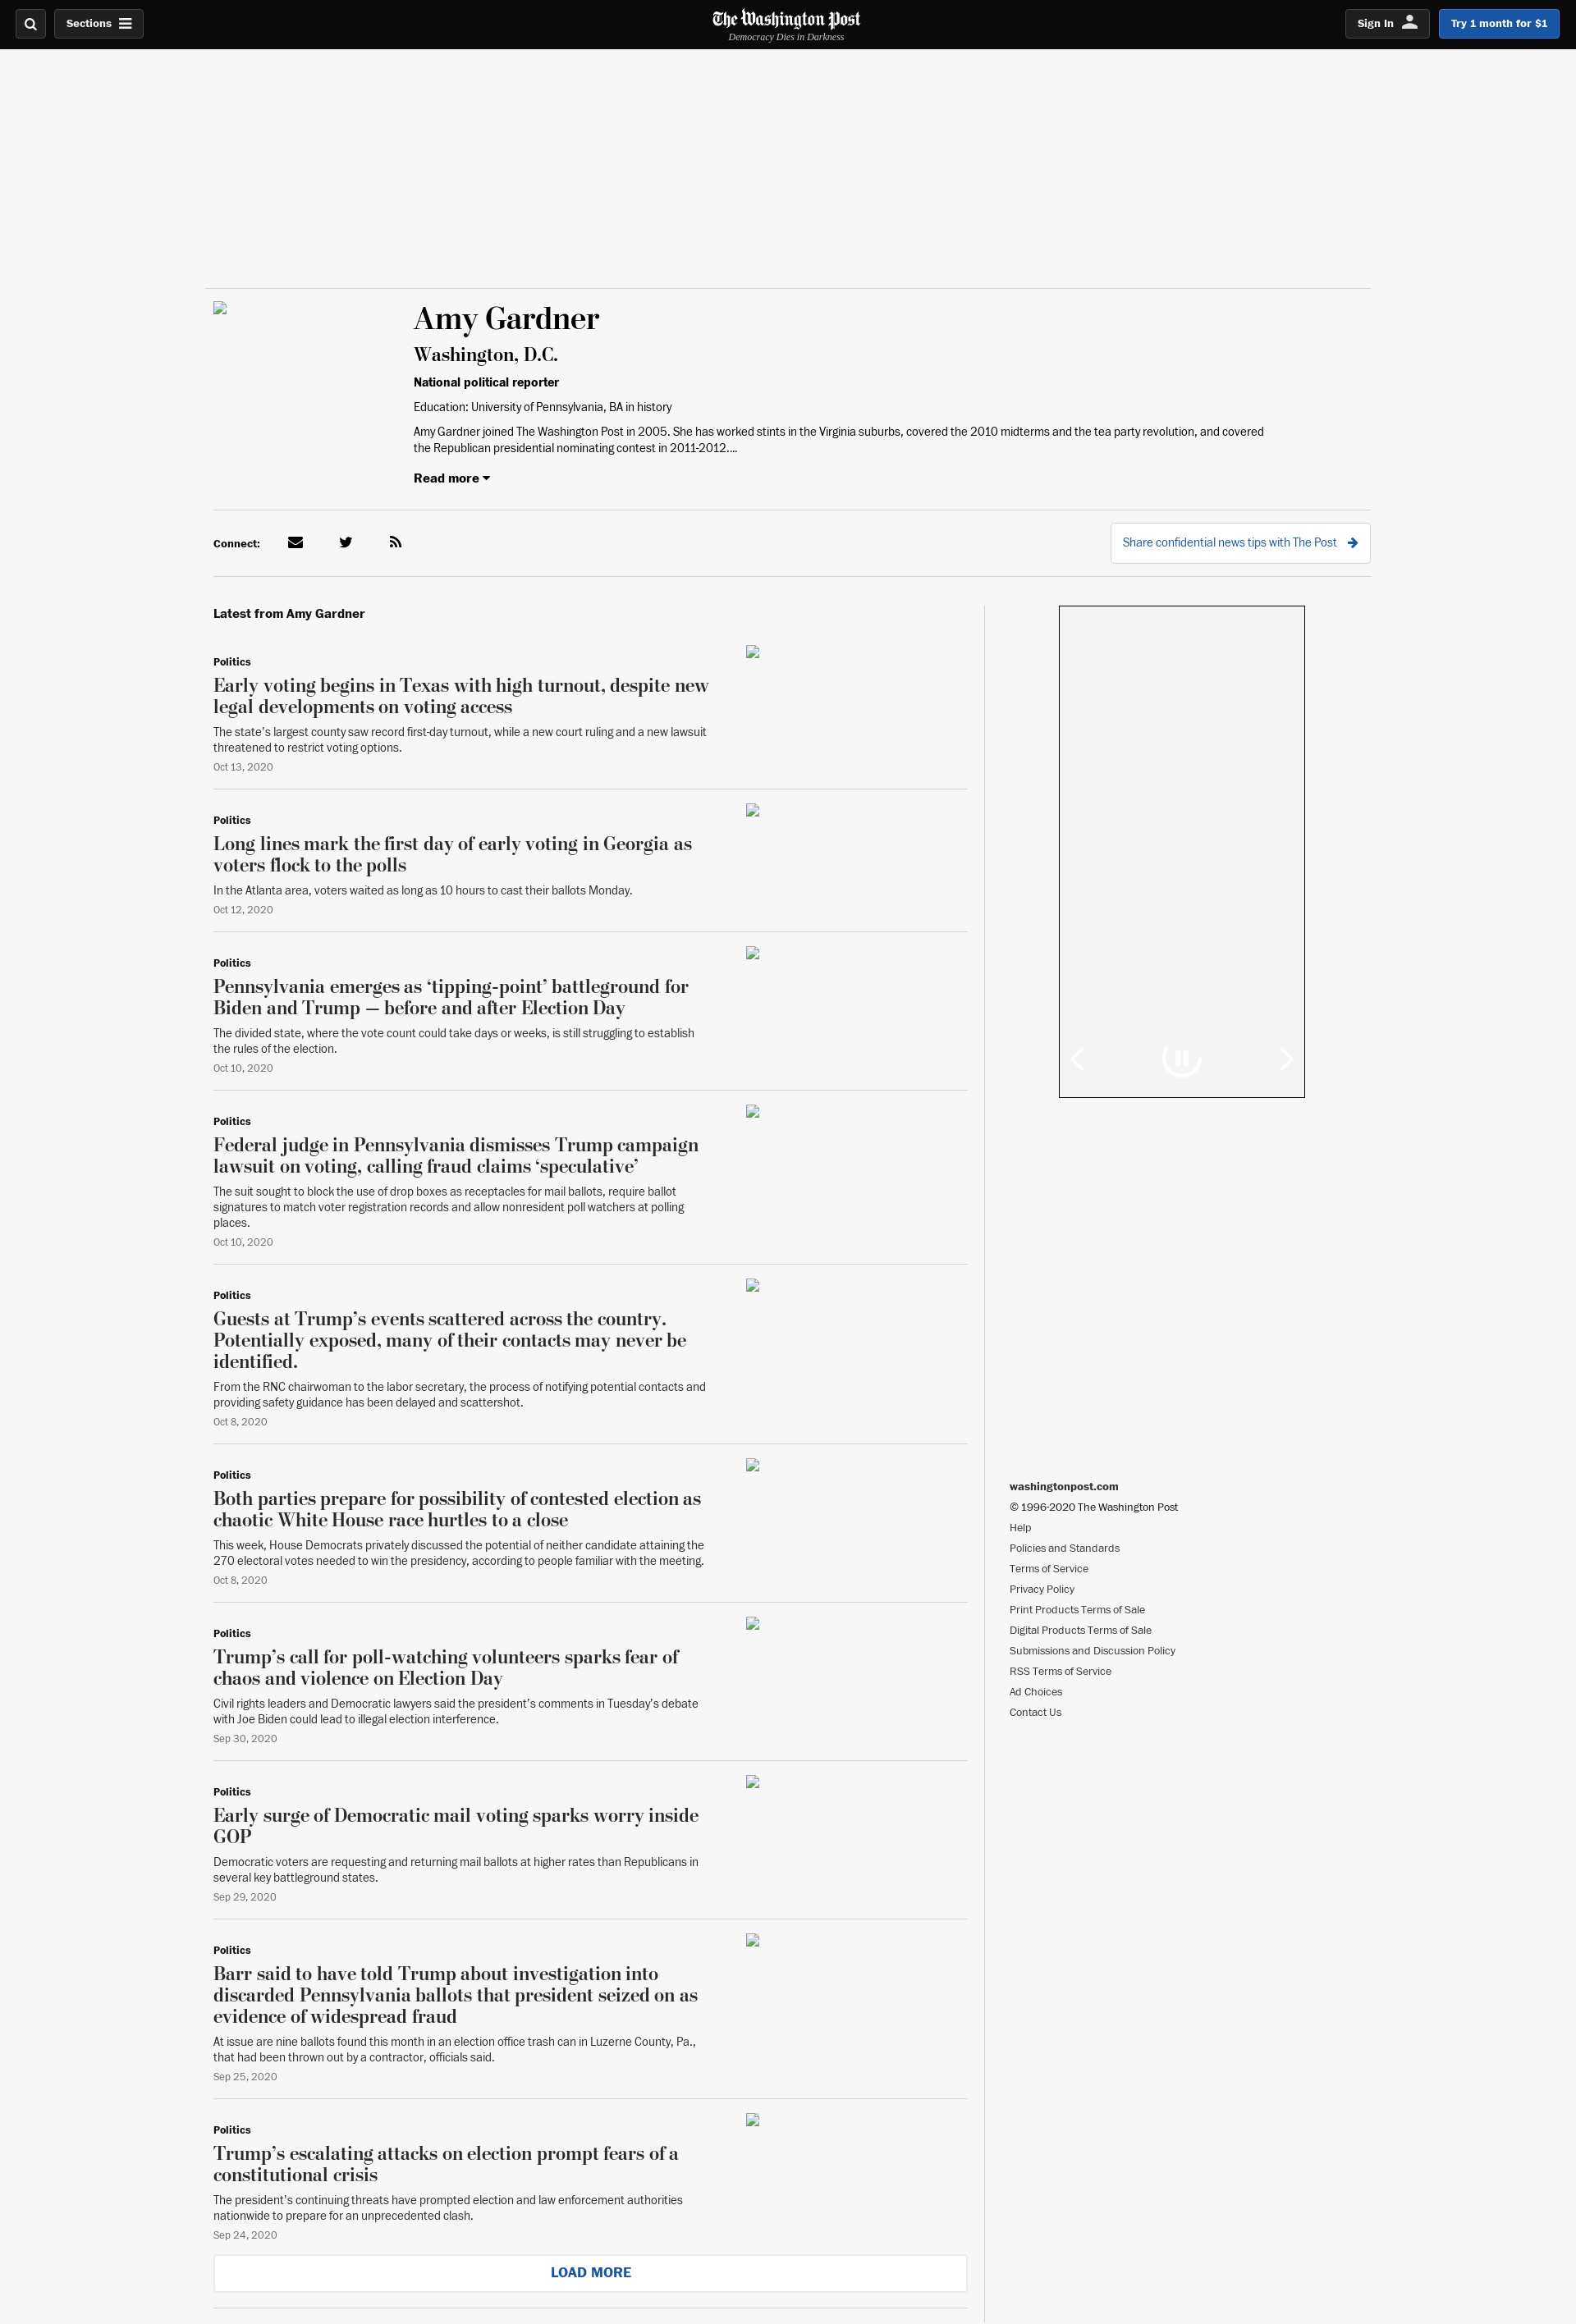 Sections
The Washington Post
Democracy Dies in Darkness
Sign In
Try 1 month for $1
Amy Gardner
Washington, D.C.
National political reporter
Education: University of Pennsylvania, BA in history
Amy Gardner joined The Washington Post in 2005. She has worked stints in the Virginia suburbs, covered the 2010 midterms and the tea party revolution, and covered
the Republican presidential nominating contest in 2011-2012....
Read more
Connect:
Share confidential news tips with The Post
Latest from Amy Gardner
Politics
Early voting begins in Texas with high turnout, despite new
legal developments on voting access
The state’s largest county saw record first-day turnout, while a new court ruling and a new lawsuit
threatened to restrict voting options.
Oct 13, 2020
Politics
Long lines mark the first day of early voting in Georgia as
voters flock to the polls
In the Atlanta area, voters waited as long as 10 hours to cast their ballots Monday.
Oct 12, 2020
Politics
Pennsylvania emerges as ‘tipping-point’ battleground for
Biden and Trump — before and after Election Day
The divided state, where the vote count could take days or weeks, is still struggling to establish
the rules of the election.
Oct 10, 2020
Politics
Federal judge in Pennsylvania dismisses Trump campaign
lawsuit on voting, calling fraud claims ‘speculative’
The suit sought to block the use of drop boxes as receptacles for mail ballots, require ballot
signatures to match voter registration records and allow nonresident poll watchers at polling
places.
Oct 10, 2020
Politics
Guests at Trump’s events scattered across the country.
Potentially exposed, many of their contacts may never be
identified.
From the RNC chairwoman to the labor secretary, the process of notifying potential contacts and
providing safety guidance has been delayed and scattershot.
Oct 8, 2020
Politics
Both parties prepare for possibility of contested election as
chaotic White House race hurtles to a close
This week, House Democrats privately discussed the potential of neither candidate attaining the
270 electoral votes needed to win the presidency, according to people familiar with the meeting.
Oct 8, 2020
Politics
Trump’s call for poll-watching volunteers sparks fear of
chaos and violence on Election Day
Civil rights leaders and Democratic lawyers said the president’s comments in Tuesday’s debate
with Joe Biden could lead to illegal election interference.
Sep 30, 2020
Politics
Early surge of Democratic mail voting sparks worry inside
GOP
Democratic voters are requesting and returning mail ballots at higher rates than Republicans in
several key battleground states.
Sep 29, 2020
Politics
Barr said to have told Trump about investigation into
discarded Pennsylvania ballots that president seized on as
evidence of widespread fraud
At issue are nine ballots found this month in an election office trash can in Luzerne County, Pa.,
that had been thrown out by a contractor, officials said.
Sep 25, 2020
Politics
Trump’s escalating attacks on election prompt fears of a
constitutional crisis
The president’s continuing threats have prompted election and law enforcement authorities
nationwide to prepare for an unprecedented clash.
Sep 24, 2020
LOAD MORE
washingtonpost.com
© 1996-2020 The Washington Post
Help
Policies and Standards
Terms of Service
Privacy Policy
Print Products Terms of Sale
Digital Products Terms of Sale
Submissions and Discussion Policy
RSS Terms of Service
Ad Choices
Contact Us